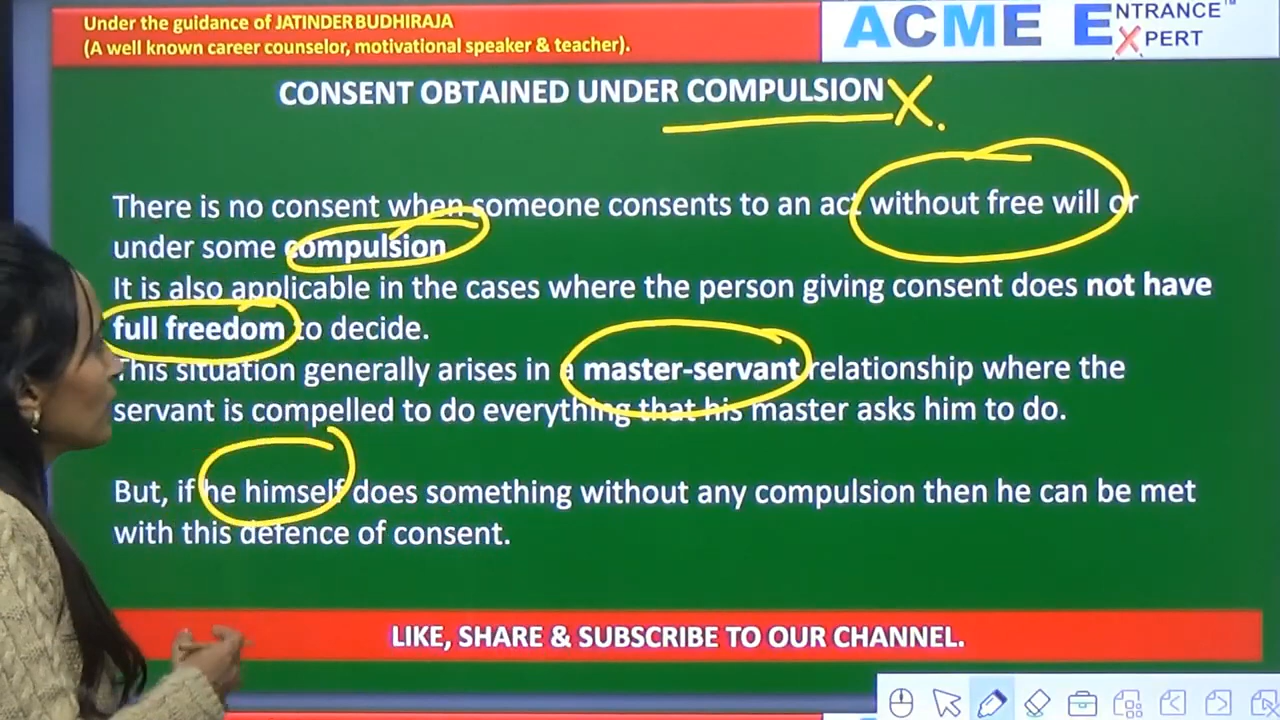 Under the guidance of JATINDER BUDHIRAJA
(A well known career counselor, motivational speaker & teacher).
ACME ENTRANCE™
EXPERT
CONSENT OBTAINED UNDER COMPULSION X.
There is no consent when someone consents to an act without free will or
under some compulsion
It is also applicable in the cases where the person giving consent does not have
full freedom to decide.
This situation generally arises in a master-servant relationship where the
servant is compelled to do everything that his master asks him to do.
But, if he himself does something without any compulsion then he can be met
with this defence of consent.
LIKE, SHARE & SUBSCRIBE TO OUR CHANNEL.